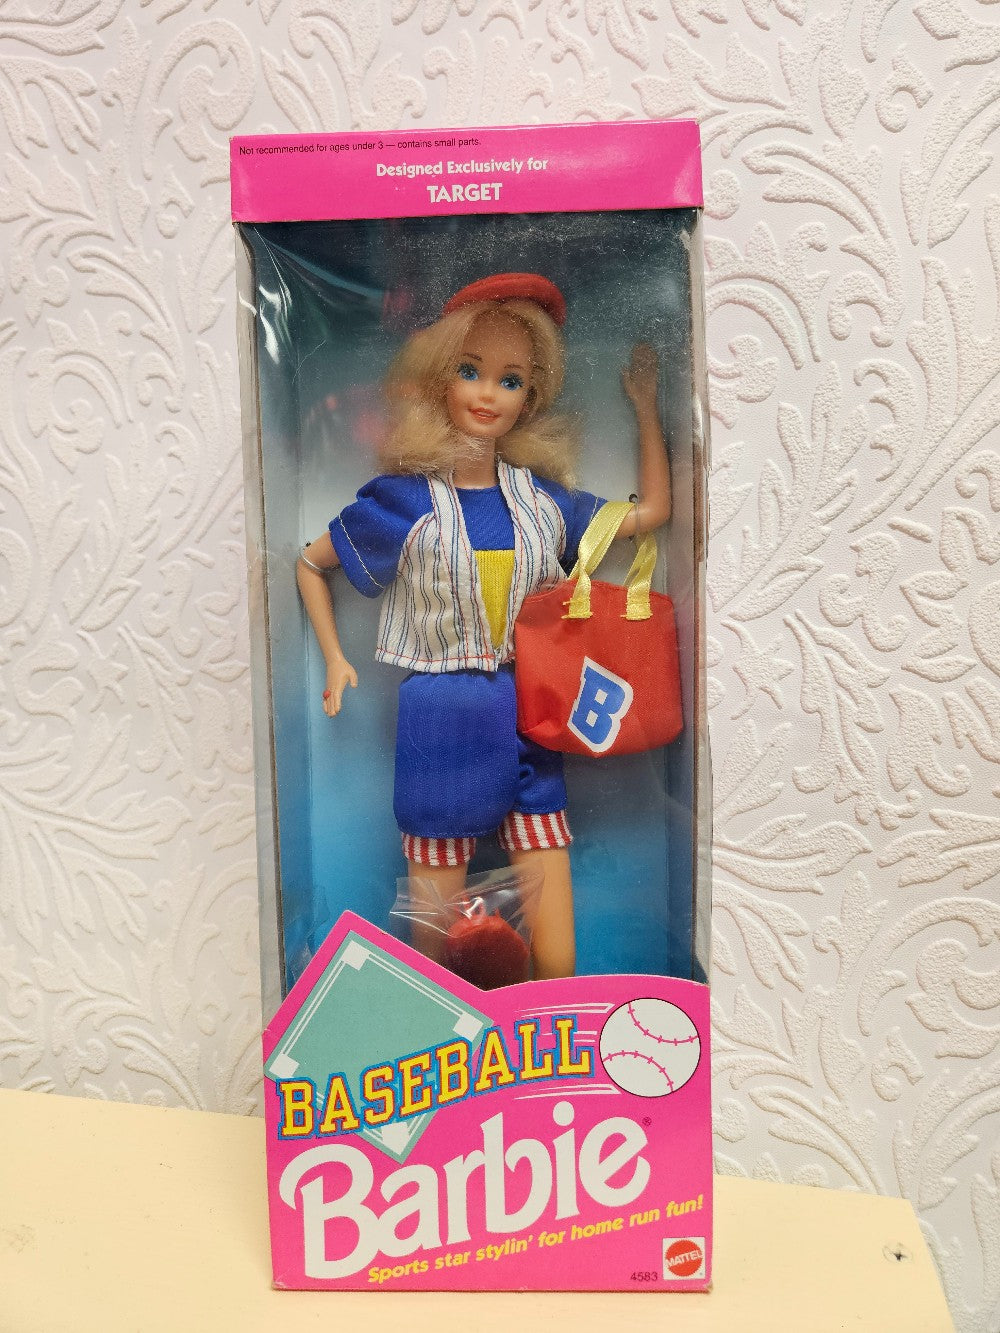 Not recommended for ages under 3 — contains small parts.
Designed Exclusively for
TARGET
B
BASEBALL
Barbie®
Sports star stylin' for home run fun!
4583
MATTEL